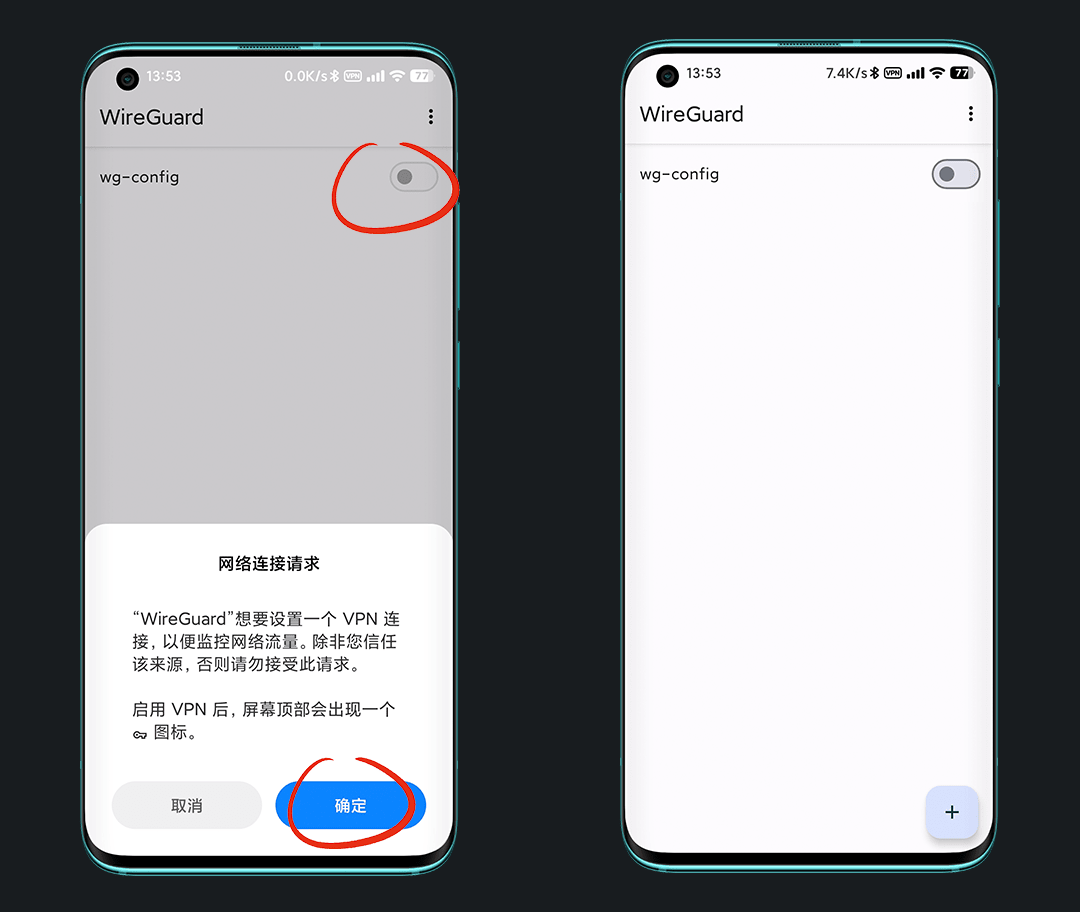 13:53
0.0K/s VPN 77
WireGuard
wg-config
网络连接请求
“WireGuard”想要设置一个 VPN 连
接，以便监控网络流量。除非您信任
该来源，否则请勿接受此请求。
启用 VPN 后，屏幕顶部会出现一个
图标。
取消
确定
13:53
7.4K/s VPN 77
WireGuard
wg-config
+